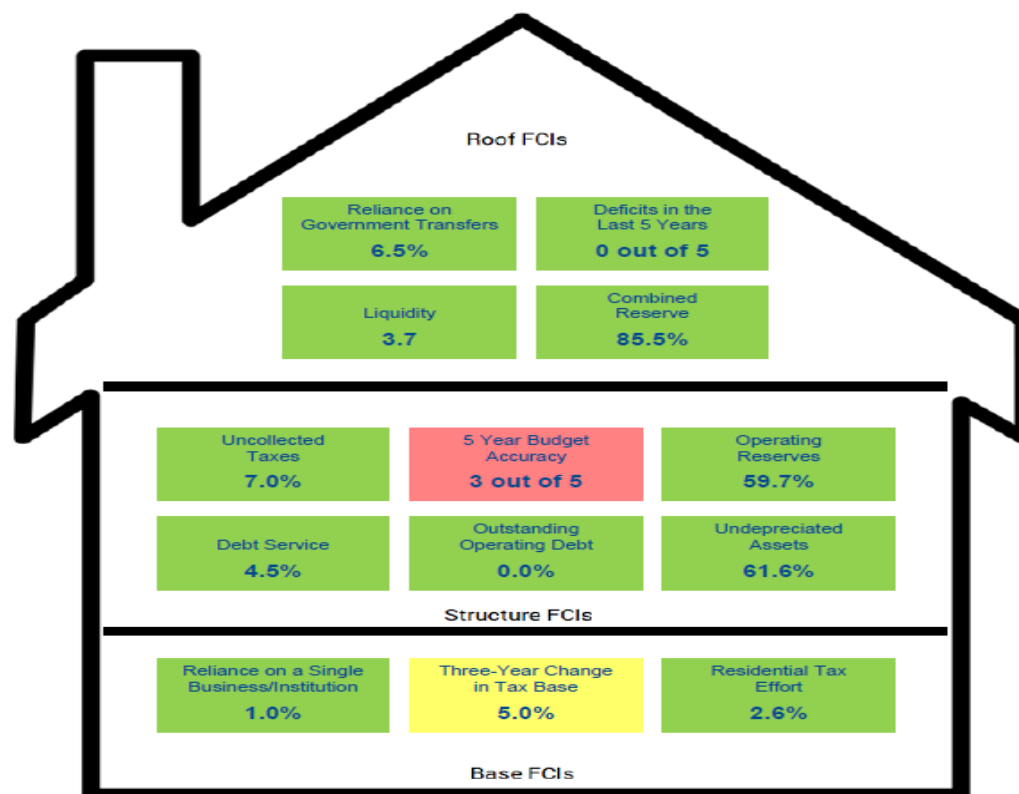 Roof FCIs
Reliance on
Government Transfers
6.5%
Deficits in the
Last 5 Years
0 out of 5
Liquidity
3.7
Combined
Reserve
85.5%
Uncollected
Taxes
7.0%
5 Year Budget
Accuracy
3 out of 5
Operating
Reserves
59.7%
Debt Service
4.5%
Outstanding
Operating Debt
0.0%
Undepreciated
Assets
61.6%
Structure FCIs
Reliance on a Single
Business/Institution
1.0%
Three-Year Change
in Tax Base
5.0%
Residential Tax
Effort
2.6%
Base FCIs